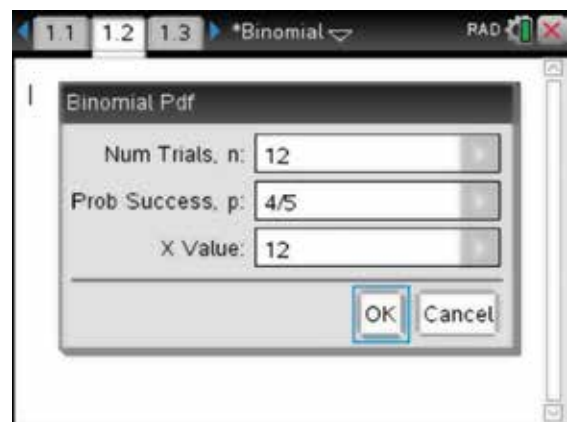 1.1 1.2 1.3 *Binomial RAD
Binomial Pdf
Num Trials, n: 12
Prob Success, p: 4/5
X Value: 12
OK Cancel